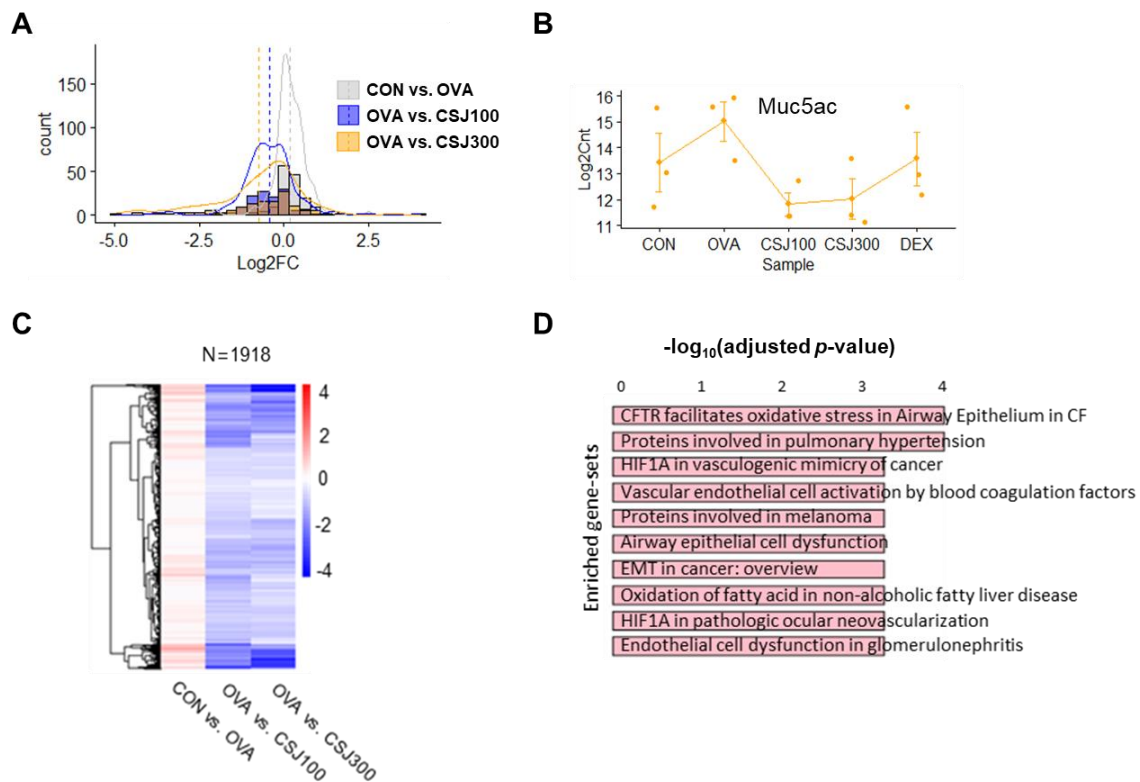 A
count
150
100
50
0
-5.0 -2.5 0.0 2.5
Log2FC
CON vs. OVA
OVA vs. CSJ100
OVA vs. CSJ300
B
Muc5ac
Log2Cnt
16
15
14
13
12
11
CON OVA CSJ100 CSJ300 DEX
Sample
C
N=1918
4
2
0
-2
-4
CON vs. OVA
OVA vs. CSJ100
OVA vs. CSJ300
D
-log10(adjusted p-value)
0 1 2 3 4
Enriched gene-sets
CFTR facilitates oxidative stress in Airway Epithelium in CF
Proteins involved in pulmonary hypertension
HIF1A in vasculogenic mimicry of cancer
Vascular endothelial cell activation by blood coagulation factors
Proteins involved in melanoma
Airway epithelial cell dysfunction
EMT in cancer: overview
Oxidation of fatty acid in non-alcoholic fatty liver disease
HIF1A in pathologic ocular neovascularization
Endothelial cell dysfunction in glomerulonephritis